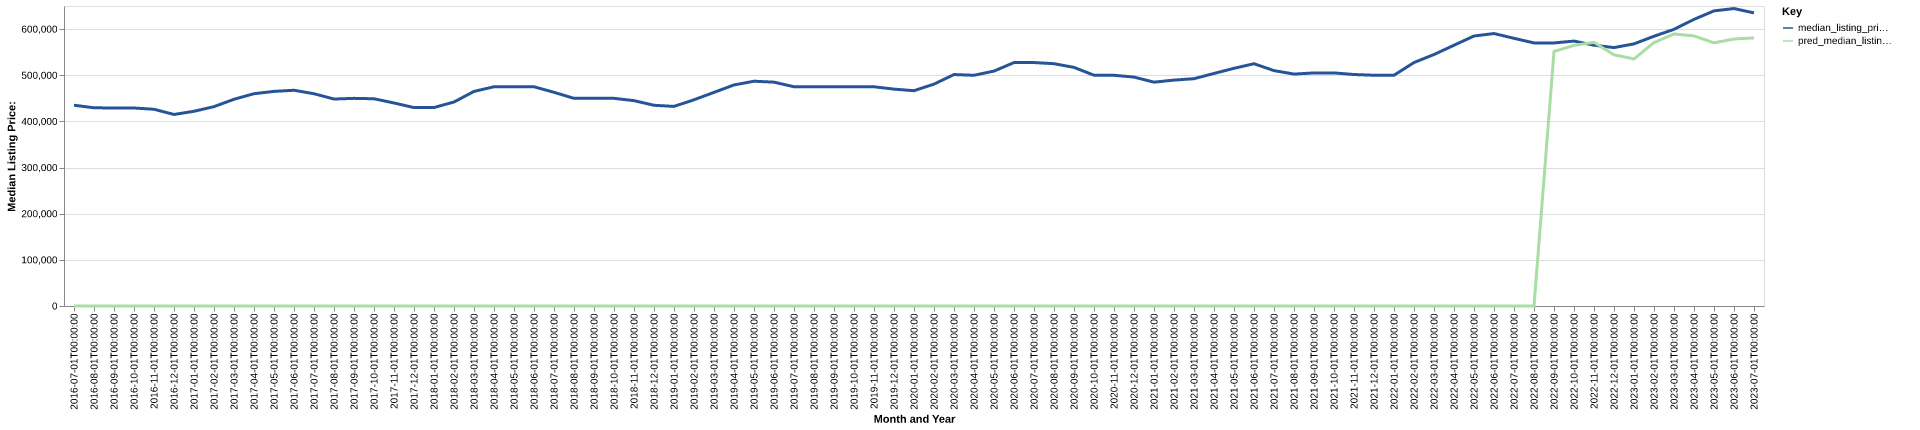 Key
median_listing_pri…
pred_median_listin…
Median Listing Price:
600,000
500,000
400,000
300,000
200,000
100,000
0
2016-07-01T00:00:00
2016-08-01T00:00:00
2016-09-01T00:00:00
2016-10-01T00:00:00
2016-11-01T00:00:00
2016-12-01T00:00:00
2017-01-01T00:00:00
2017-02-01T00:00:00
2017-03-01T00:00:00
2017-04-01T00:00:00
2017-05-01T00:00:00
2017-06-01T00:00:00
2017-07-01T00:00:00
2017-08-01T00:00:00
2017-09-01T00:00:00
2017-10-01T00:00:00
2017-11-01T00:00:00
2017-12-01T00:00:00
2018-01-01T00:00:00
2018-02-01T00:00:00
2018-03-01T00:00:00
2018-04-01T00:00:00
2018-05-01T00:00:00
2018-06-01T00:00:00
2018-07-01T00:00:00
2018-08-01T00:00:00
2018-09-01T00:00:00
2018-10-01T00:00:00
2018-11-01T00:00:00
2018-12-01T00:00:00
2019-01-01T00:00:00
2019-02-01T00:00:00
2019-03-01T00:00:00
2019-04-01T00:00:00
2019-05-01T00:00:00
2019-06-01T00:00:00
2019-07-01T00:00:00
2019-08-01T00:00:00
2019-09-01T00:00:00
2019-10-01T00:00:00
2019-11-01T00:00:00
2019-12-01T00:00:00
2020-01-01T00:00:00
2020-02-01T00:00:00
2020-03-01T00:00:00
2020-04-01T00:00:00
2020-05-01T00:00:00
2020-06-01T00:00:00
2020-07-01T00:00:00
2020-08-01T00:00:00
2020-09-01T00:00:00
2020-10-01T00:00:00
2020-11-01T00:00:00
2020-12-01T00:00:00
2021-01-01T00:00:00
2021-02-01T00:00:00
2021-03-01T00:00:00
2021-04-01T00:00:00
2021-05-01T00:00:00
2021-06-01T00:00:00
2021-07-01T00:00:00
2021-08-01T00:00:00
2021-09-01T00:00:00
2021-10-01T00:00:00
2021-11-01T00:00:00
2021-12-01T00:00:00
2022-01-01T00:00:00
2022-02-01T00:00:00
2022-03-01T00:00:00
2022-04-01T00:00:00
2022-05-01T00:00:00
2022-06-01T00:00:00
2022-07-01T00:00:00
2022-08-01T00:00:00
2022-09-01T00:00:00
2022-10-01T00:00:00
2022-11-01T00:00:00
2022-12-01T00:00:00
2023-01-01T00:00:00
2023-02-01T00:00:00
2023-03-01T00:00:00
2023-04-01T00:00:00
2023-05-01T00:00:00
2023-06-01T00:00:00
2023-07-01T00:00:00
Month and Year